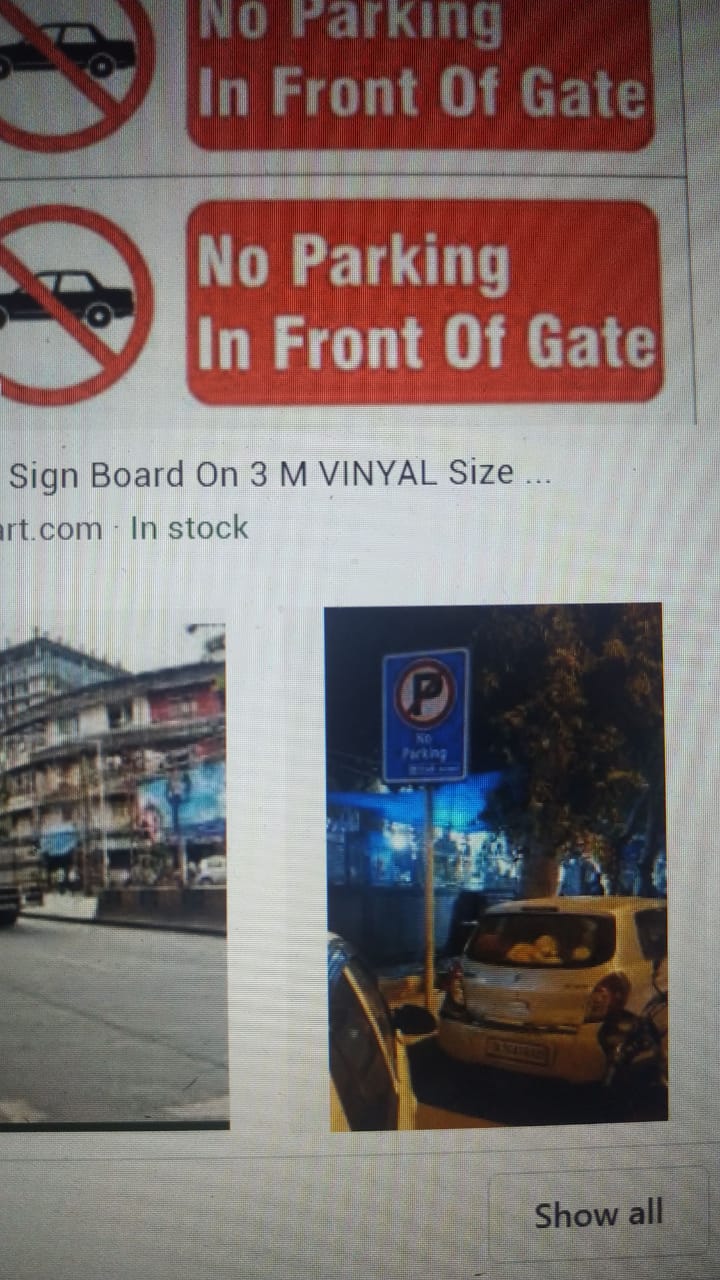 No Parking
In Front Of Gate
No Parking
In Front Of Gate
Sign Board On 3 M VINYAL Size ...
art.com · In stock
P
No
Parking
Show all